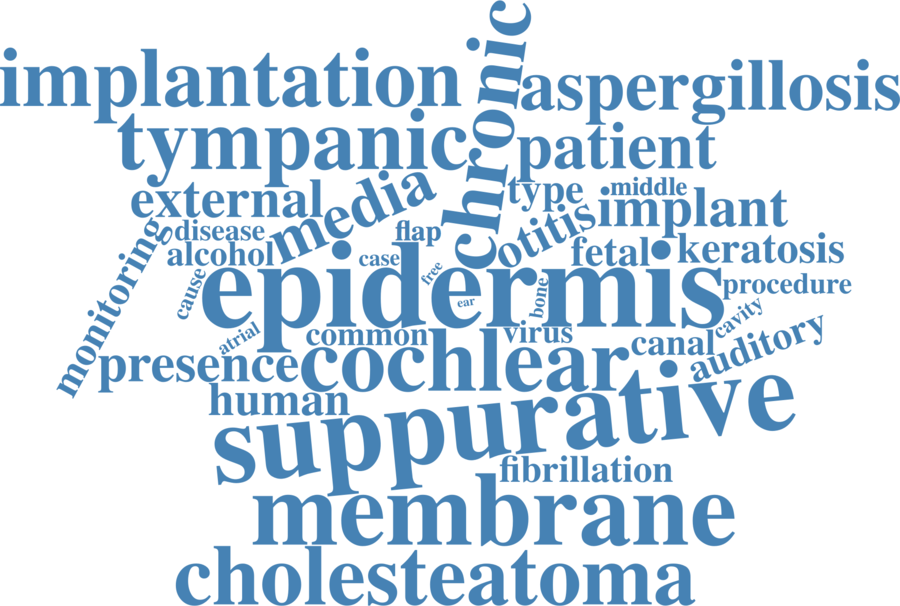 chronic
implantation
aspergillosis
tympanic
patient
external
media
type
middle
implant
disease
flap
otitis
alcohol
case
free
fetal
keratosis
monitoring
cause
epidermis
ear
bone
procedure
atrial
common
virus
cavity
canal
auditory
presence
cochlear
human
suppurative
fibrillation
membrane
cholesteatoma